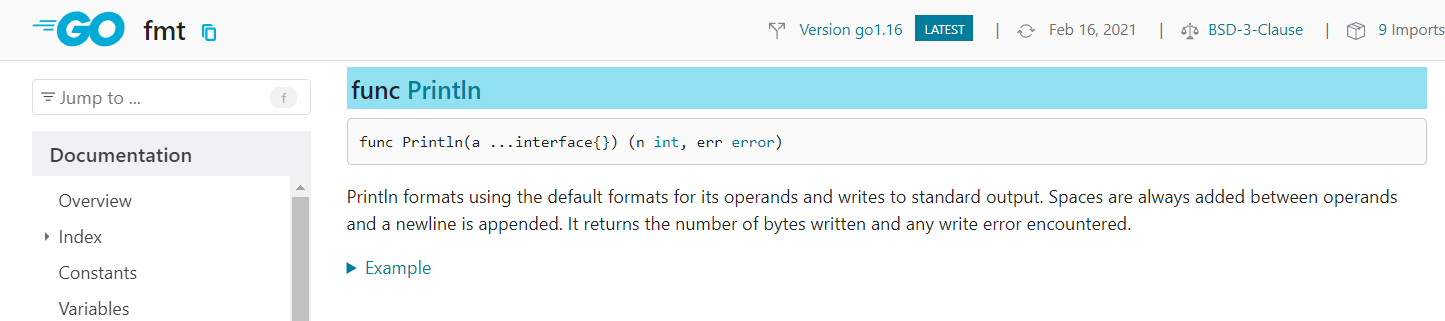 GO fmt Version go1.16 LATEST | Feb 16, 2021 | BSD-3-Clause | 9 Imports
Jump to ... f
Documentation
Overview
Index
Constants
Variables
func Println
func Println(a ...interface{}) (n int, err error)
Println formats using the default formats for its operands and writes to standard output. Spaces are always added between operands
and a newline is appended. It returns the number of bytes written and any write error encountered.
Example